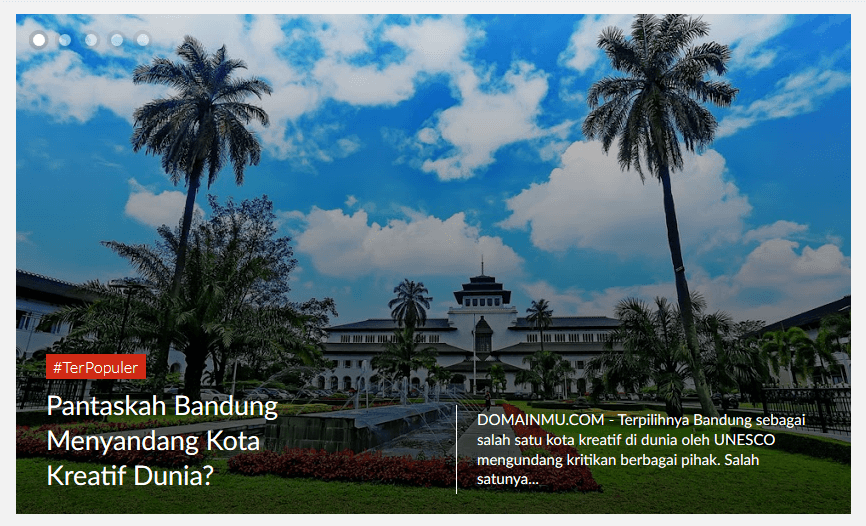 #TerPopuler
Pantaskah Bandung
Menyandang Kota
Kreatif Dunia?
DOMAINMU.COM - Terpilihnya Bandung sebagai
salah satu kota kreatif di dunia oleh UNESCO
mengundang kritikan berbagai pihak. Salah
satunya...